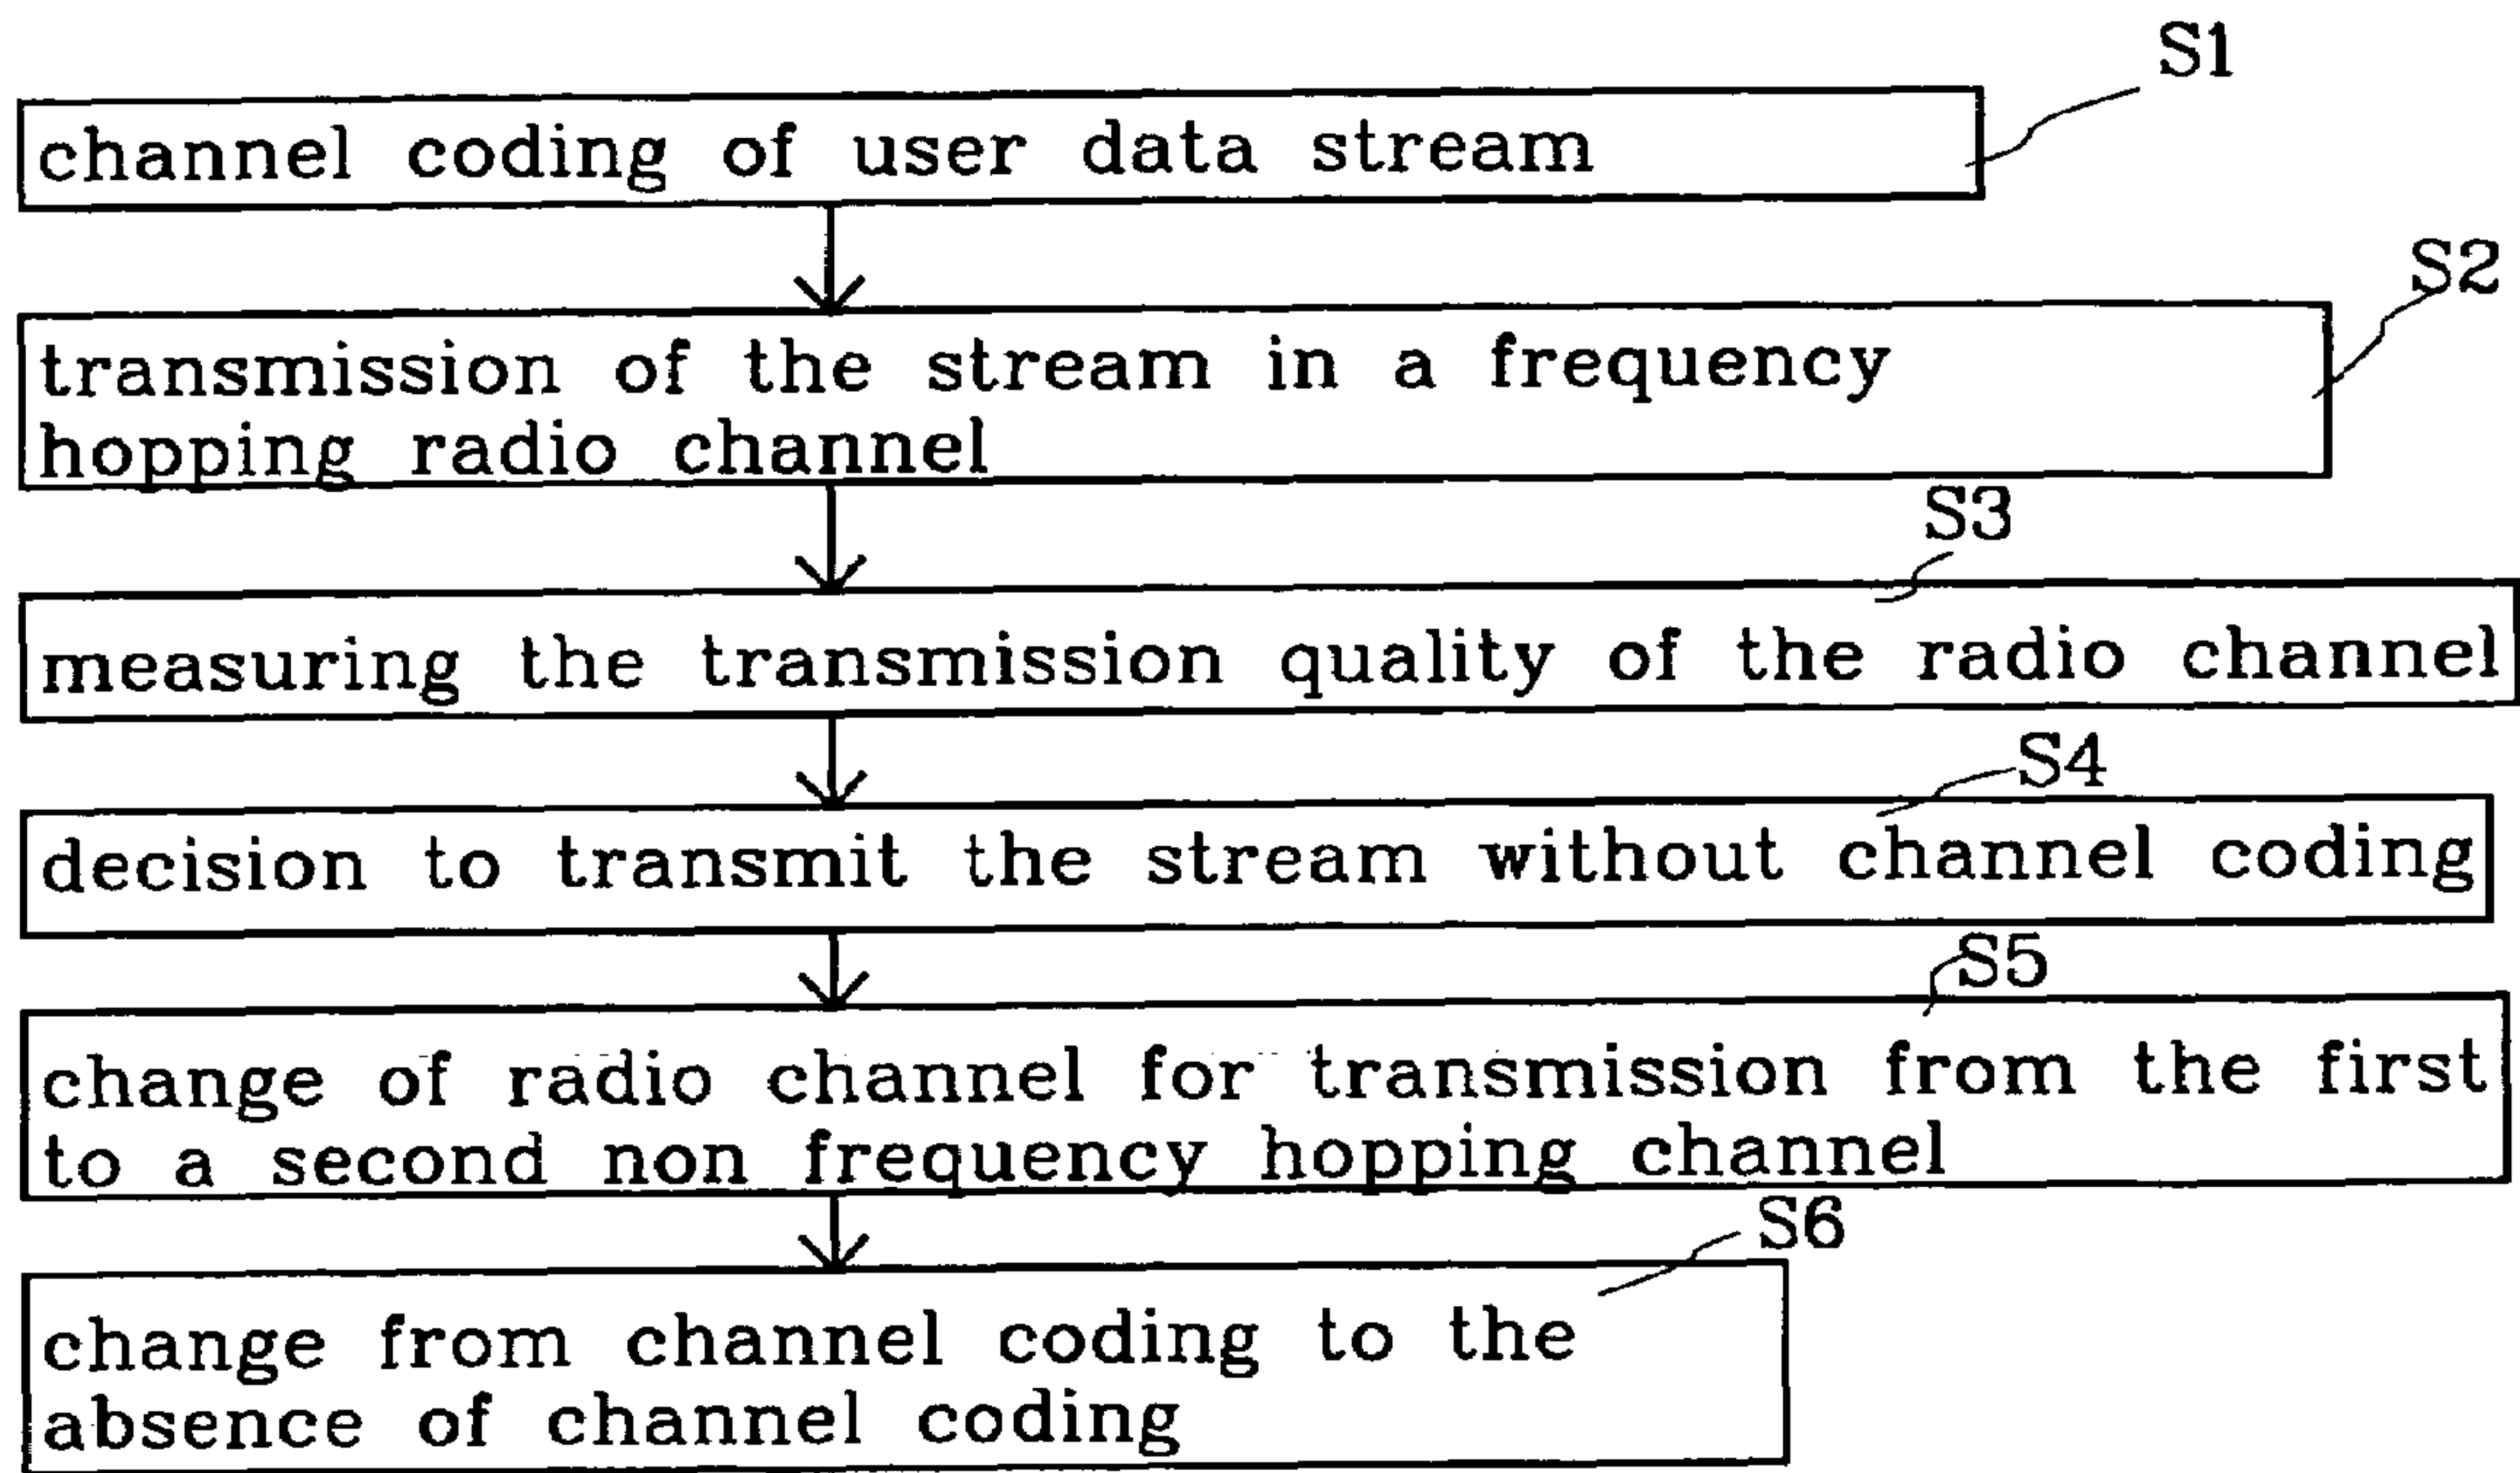 S1
channel coding of user data stream
S2
transmission of the stream in a frequency
hopping radio channel
S3
measuring the transmission quality of the radio channel
S4
decision to transmit the stream without channel coding
S5
change of radio channel for transmission from the first
to a second non frequency hopping channel
S6
change from channel coding to the
absence of channel coding